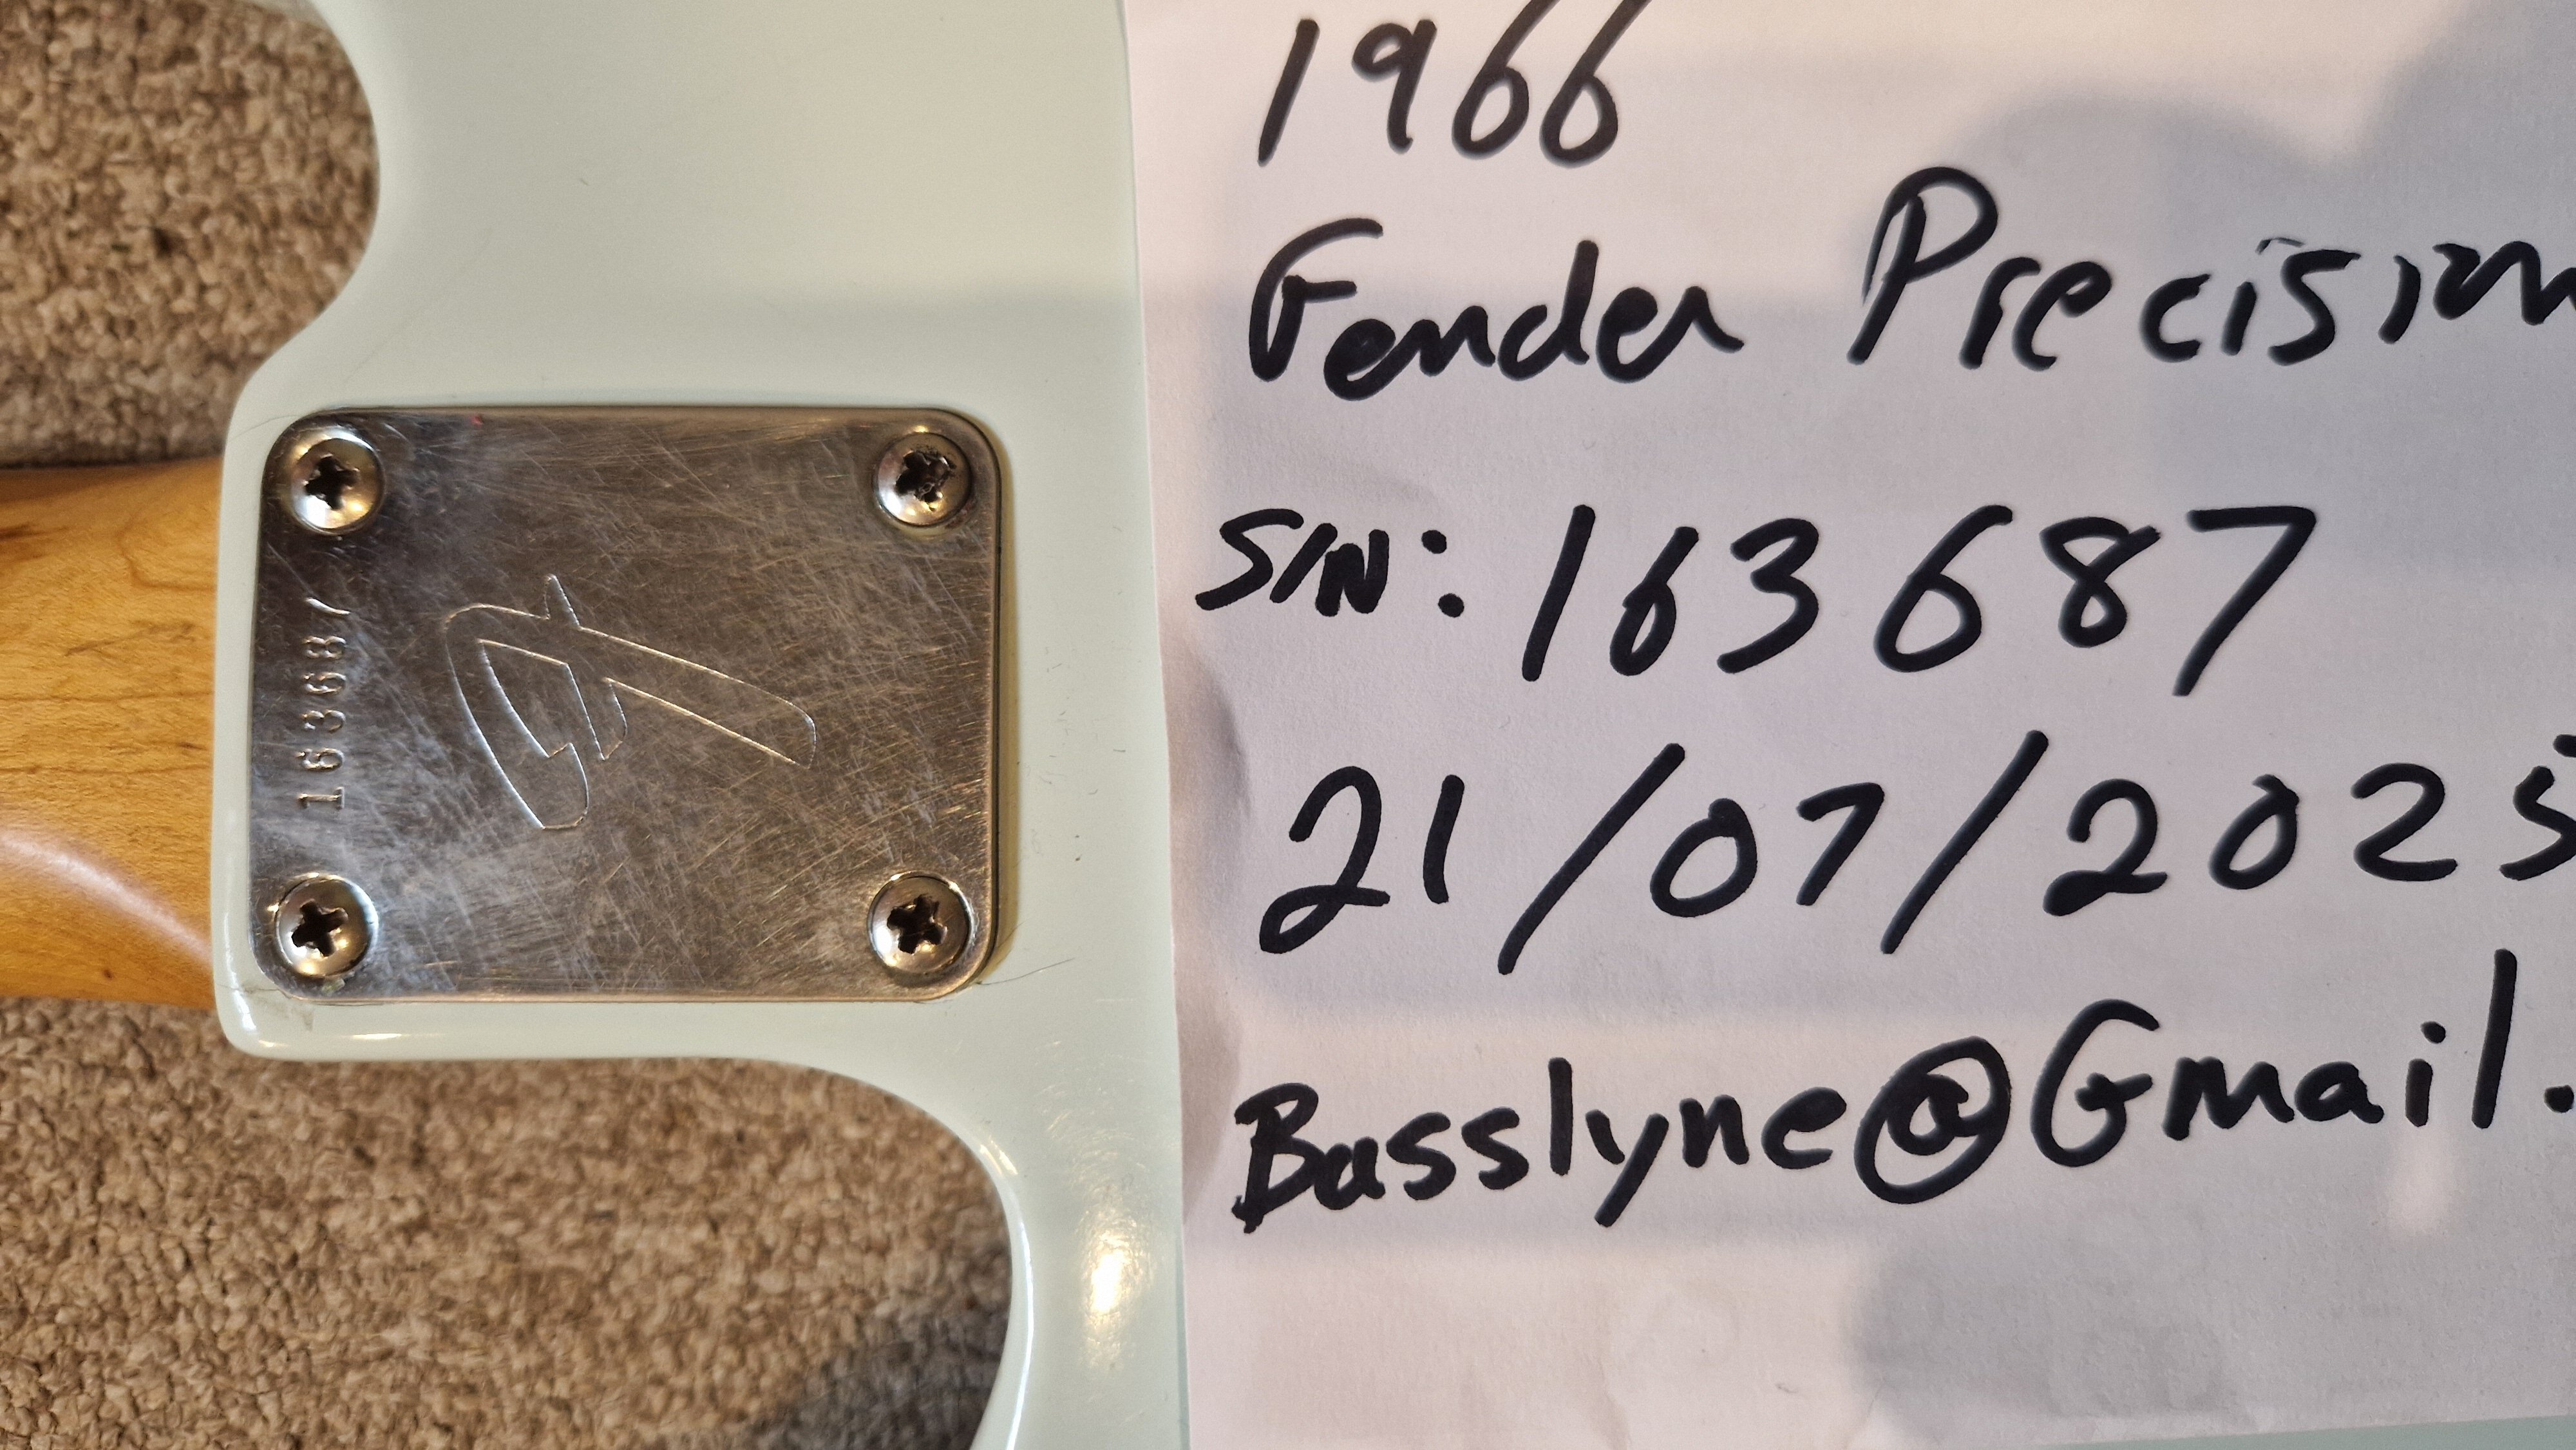 163687
F
1966
Fender Precision
S/N: 163687
21/07/2025
Basslyne@Gmail.